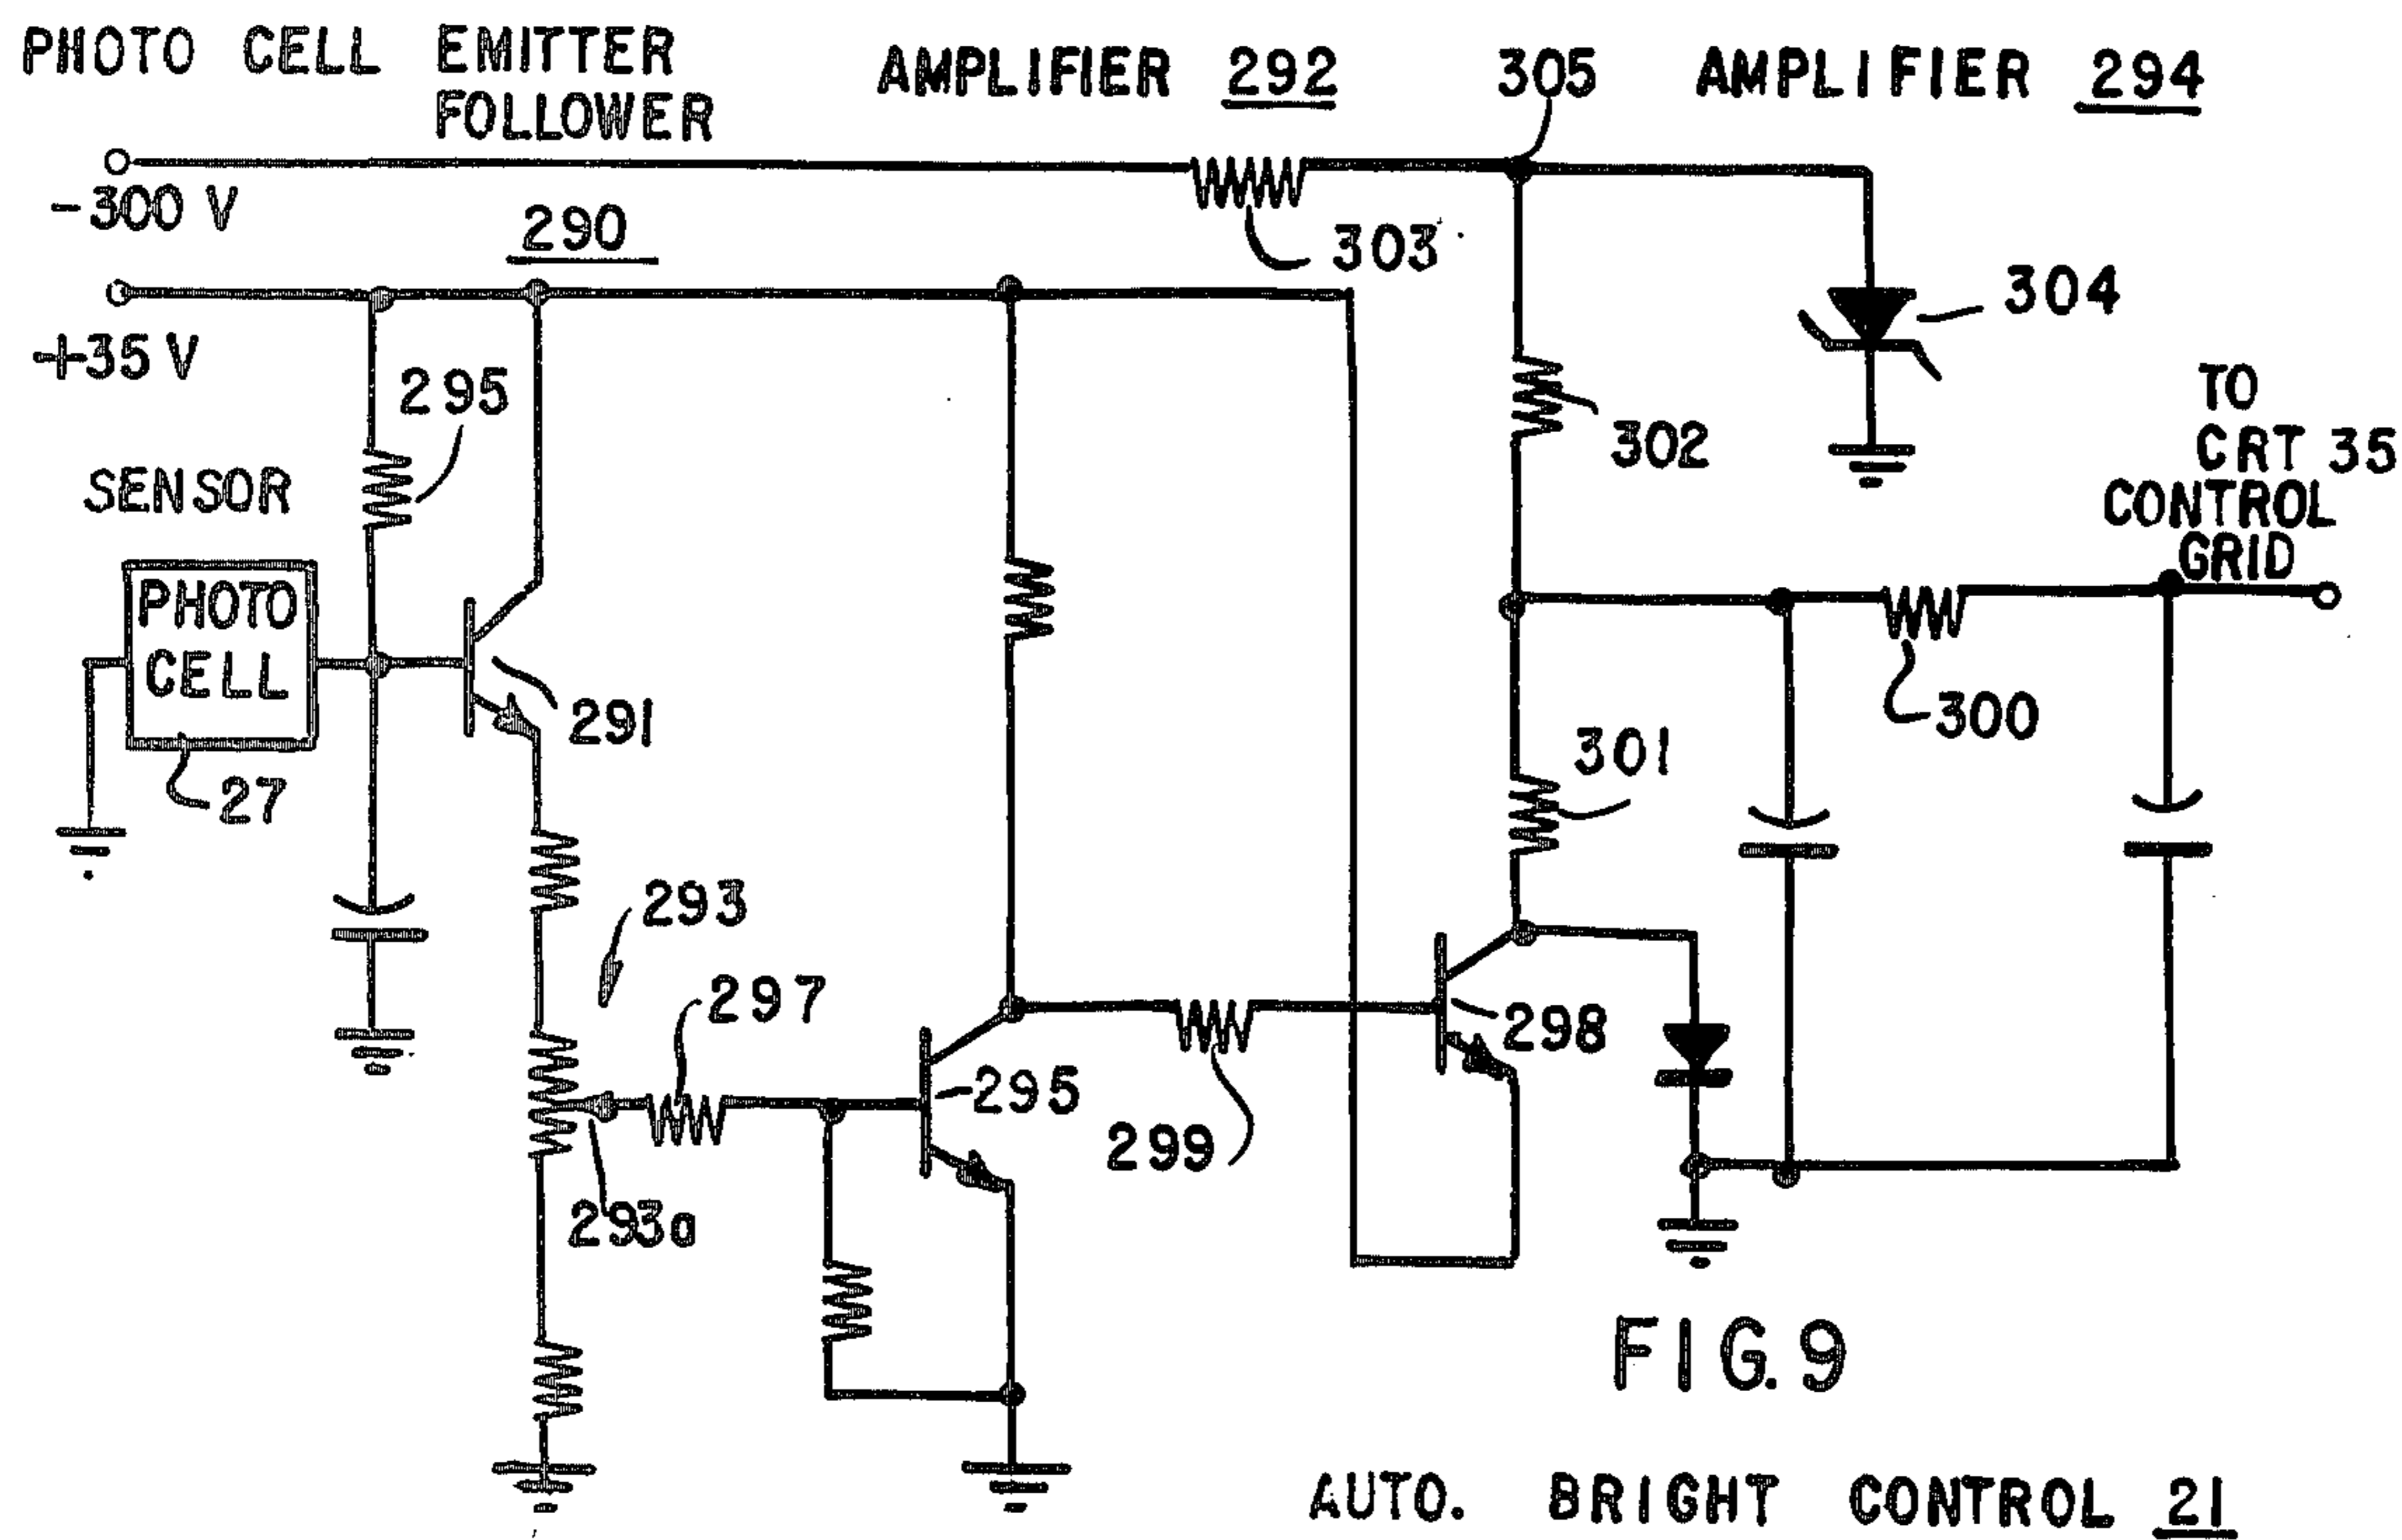 PHOTO CELL EMITTER
FOLLOWER
AMPLIFIER 292
305
AMPLIFIER 294
-300 V
290
303
+35 V
304
295
302
TO
CRT 35
CONTROL
GRID
SENSOR
PHOTO
CELL
291
300
27
301
293
297
298
295
299
293a
FIG. 9
AUTO. BRIGHT CONTROL 21